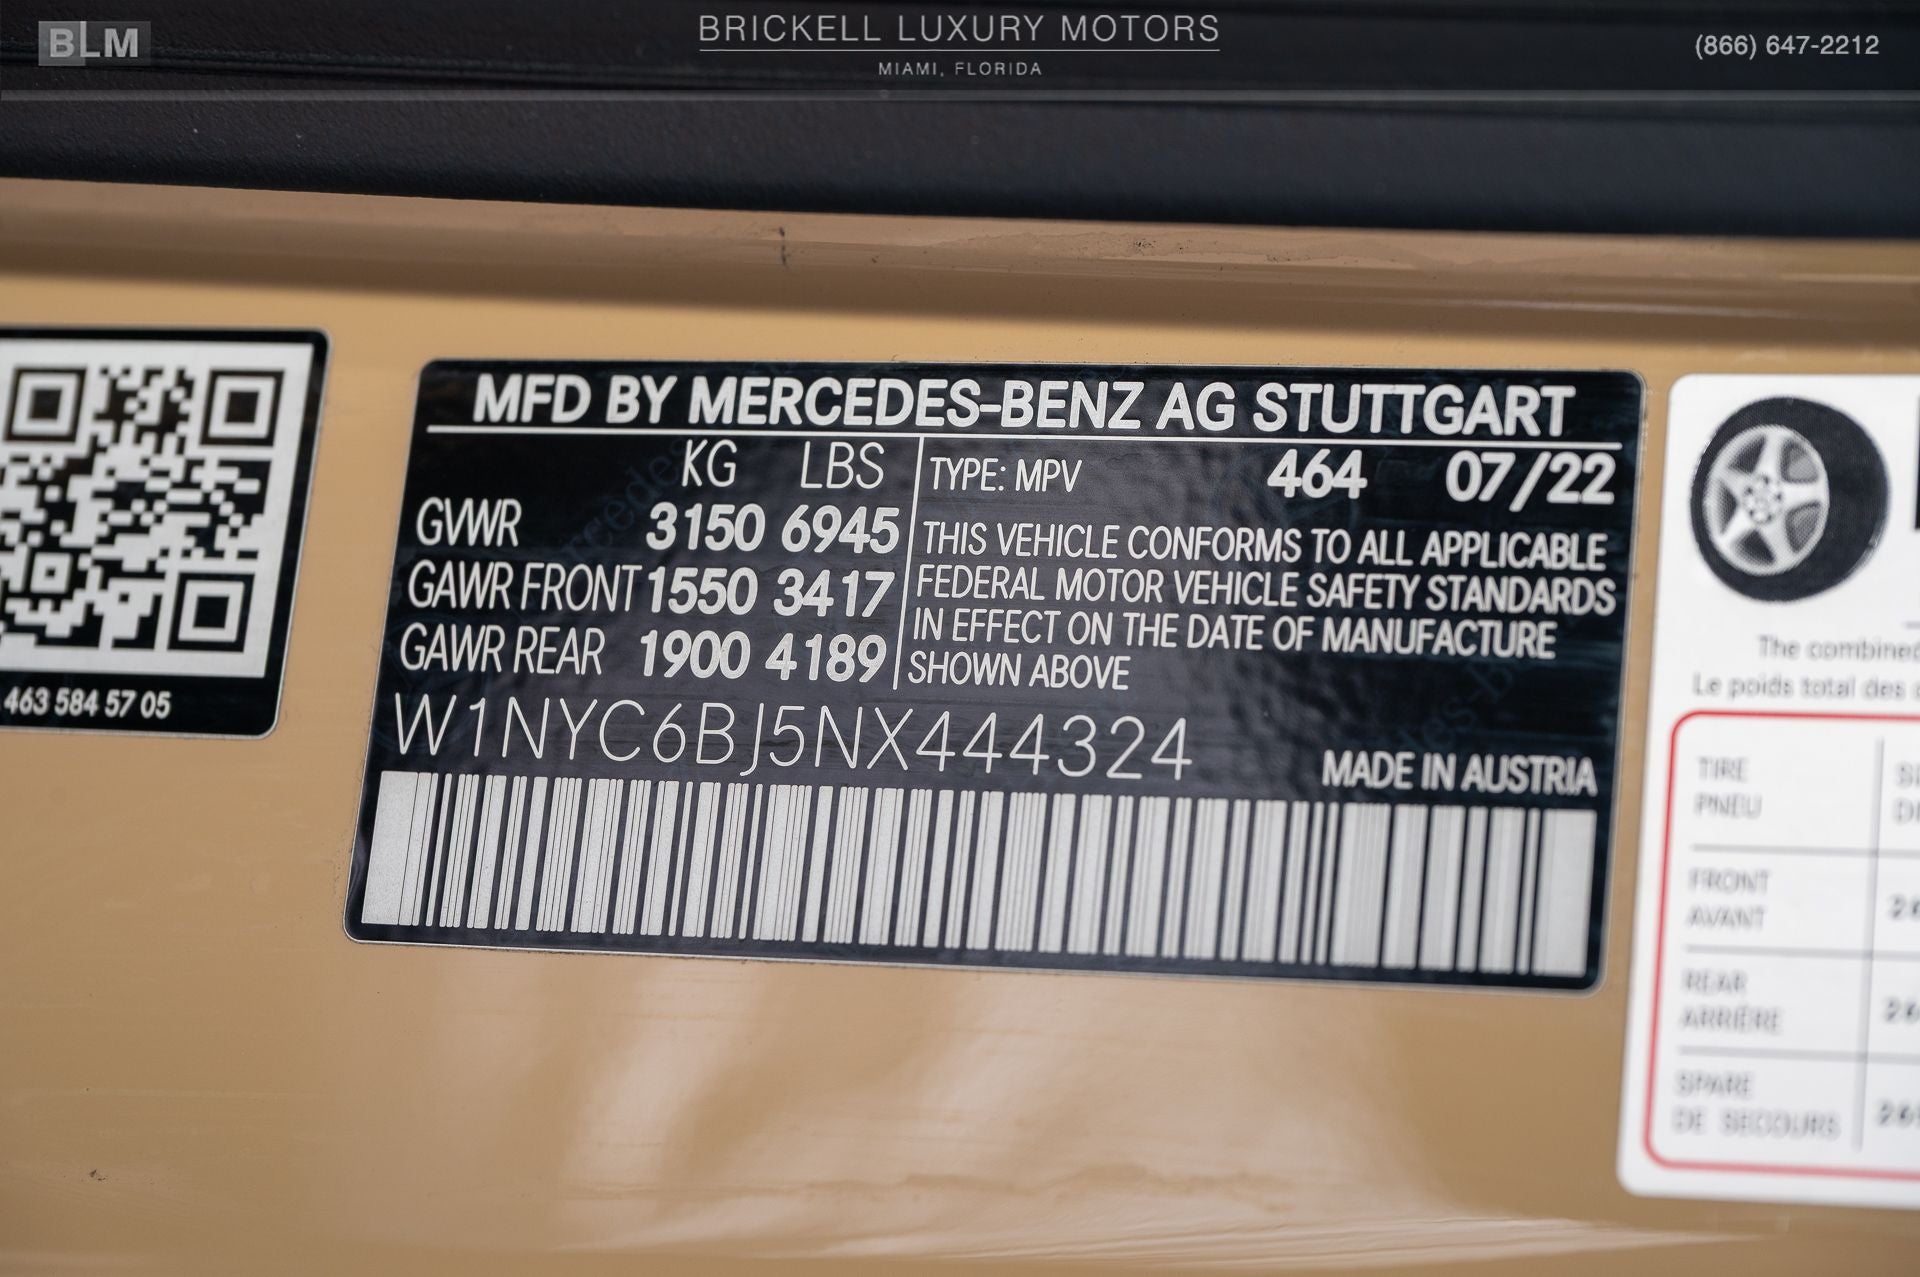 BLM
BRICKELL LUXURY MOTORS
MIAMI, FLORIDA
(866) 647-2212
463 584 57 05
MFD BY MERCEDES-BENZ AG STUTTGART
KG LBS
GVWR 3150 6945
GAWR FRONT 1550 3417
GAWR REAR 1900 4189
TYPE: MPV 464 07/22
THIS VEHICLE CONFORMS TO ALL APPLICABLE
FEDERAL MOTOR VEHICLE SAFETY STANDARDS
IN EFFECT ON THE DATE OF MANUFACTURE
SHOWN ABOVE
W1NYC6BJ5NX444324
MADE IN AUSTRIA
The combined
Le poids total des
TIRE
PNEU
FRONT
AVANT
REAR
ARRIÈRE
SPARE
DE SECOURS